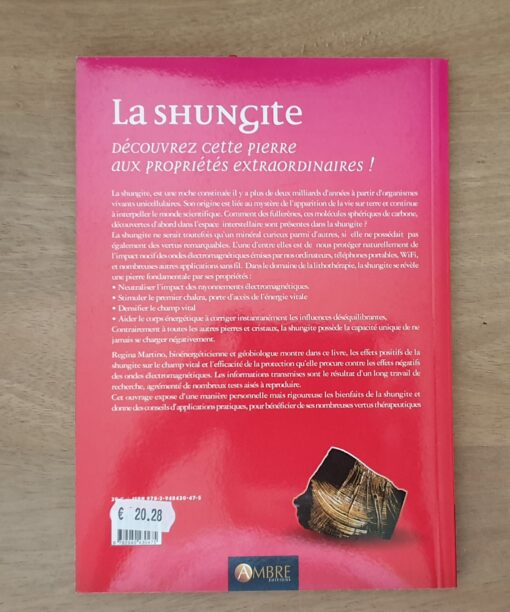 La shungite
Découvrez cette pierre
aux propriétés extraordinaires !
La shungite, est une roche constituée il y a plus de deux milliards d'années à partir d'organismes
vivants unicellulaires. Son origine est liée au mystère de l'apparition de la vie sur terre et continue
à interpeller le monde scientifique. Comment des fullerènes, ces molécules sphériques de carbone,
découvertes d'abord dans l'espace interstellaire sont présentes dans la shungite ?
La shungite ne serait toutefois qu'un minéral curieux parmi d'autres, si elle ne possédait pas
également des vertus remarquables. L'une d'entre elles est de nous protéger naturellement de
l'impact nocif des ondes électromagnétiques émises par nos ordinateurs, téléphones portables, WiFi,
et nombreuses autres applications sans fil. Dans le domaine de la lithothérapie, la shungite se révèle
une pierre fondamentale par ses propriétés :
• Neutraliser l'impact des rayonnements électromagnétiques.
• Stimuler le premier chakra, porte d'accès de l'énergie vitale
• Densifier le champ vital
• Aider le corps énergétique à corriger instantanément les influences déséquilibrantes,
Contrairement à toutes les autres pierres et cristaux, la shungite possède la capacité unique de ne
jamais se charger négativement.
Regina Martino, bioénergéticienne et géobiologue montre dans ce livre, les effets positifs de la
shungite sur le champ vital et l'efficacité de la protection qu'elle procure contre les effets négatifs
des ondes électromagnétiques. Les informations transmises sont le résultat d'un long travail de
recherche, agrémenté de nombreux tests aisés à reproduire.
Cet ouvrage expose d'une manière personnelle mais rigoureuse les bienfaits de la shungite et
donne des conseils d'applications pratiques, pour bénéficier de ses nombreuses vertus thérapeutiques
ISBN 978-2-940430-47-5
€ 20.28
AMBRE
EDITIONS